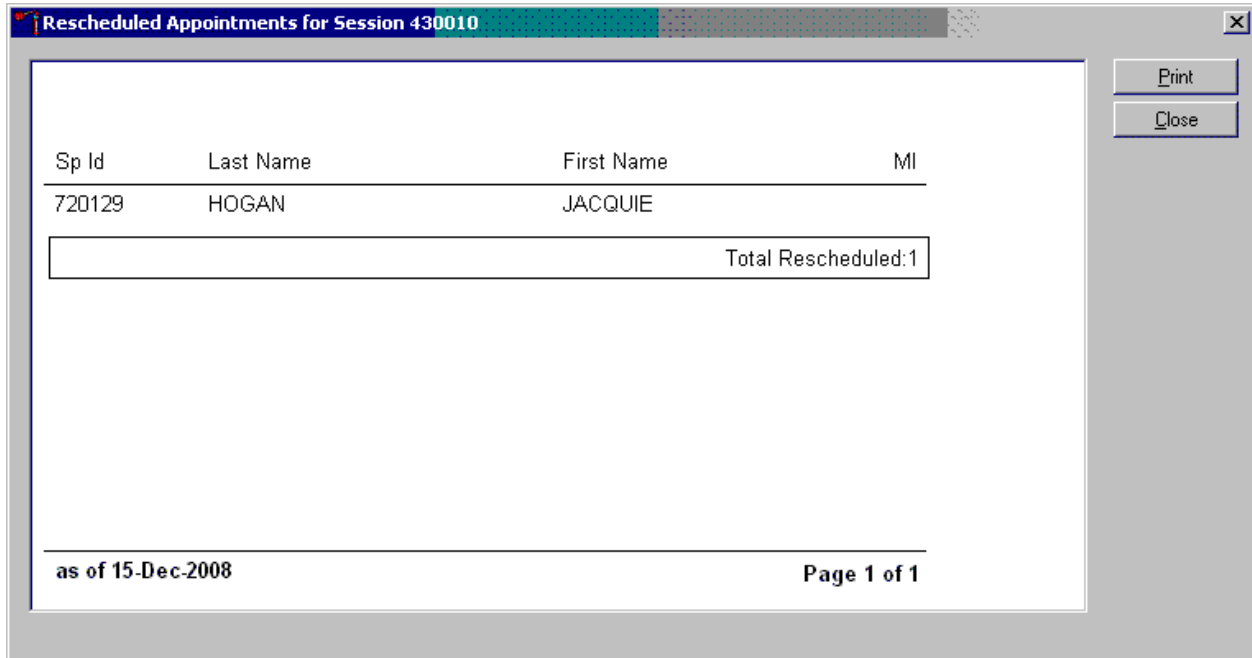 Rescheduled Appointments for Session 430010
Print
Close
Sp Id Last Name First Name MI
720129 HOGAN JACQUIE
Total Rescheduled:1
as of 15-Dec-2008 Page 1 of 1